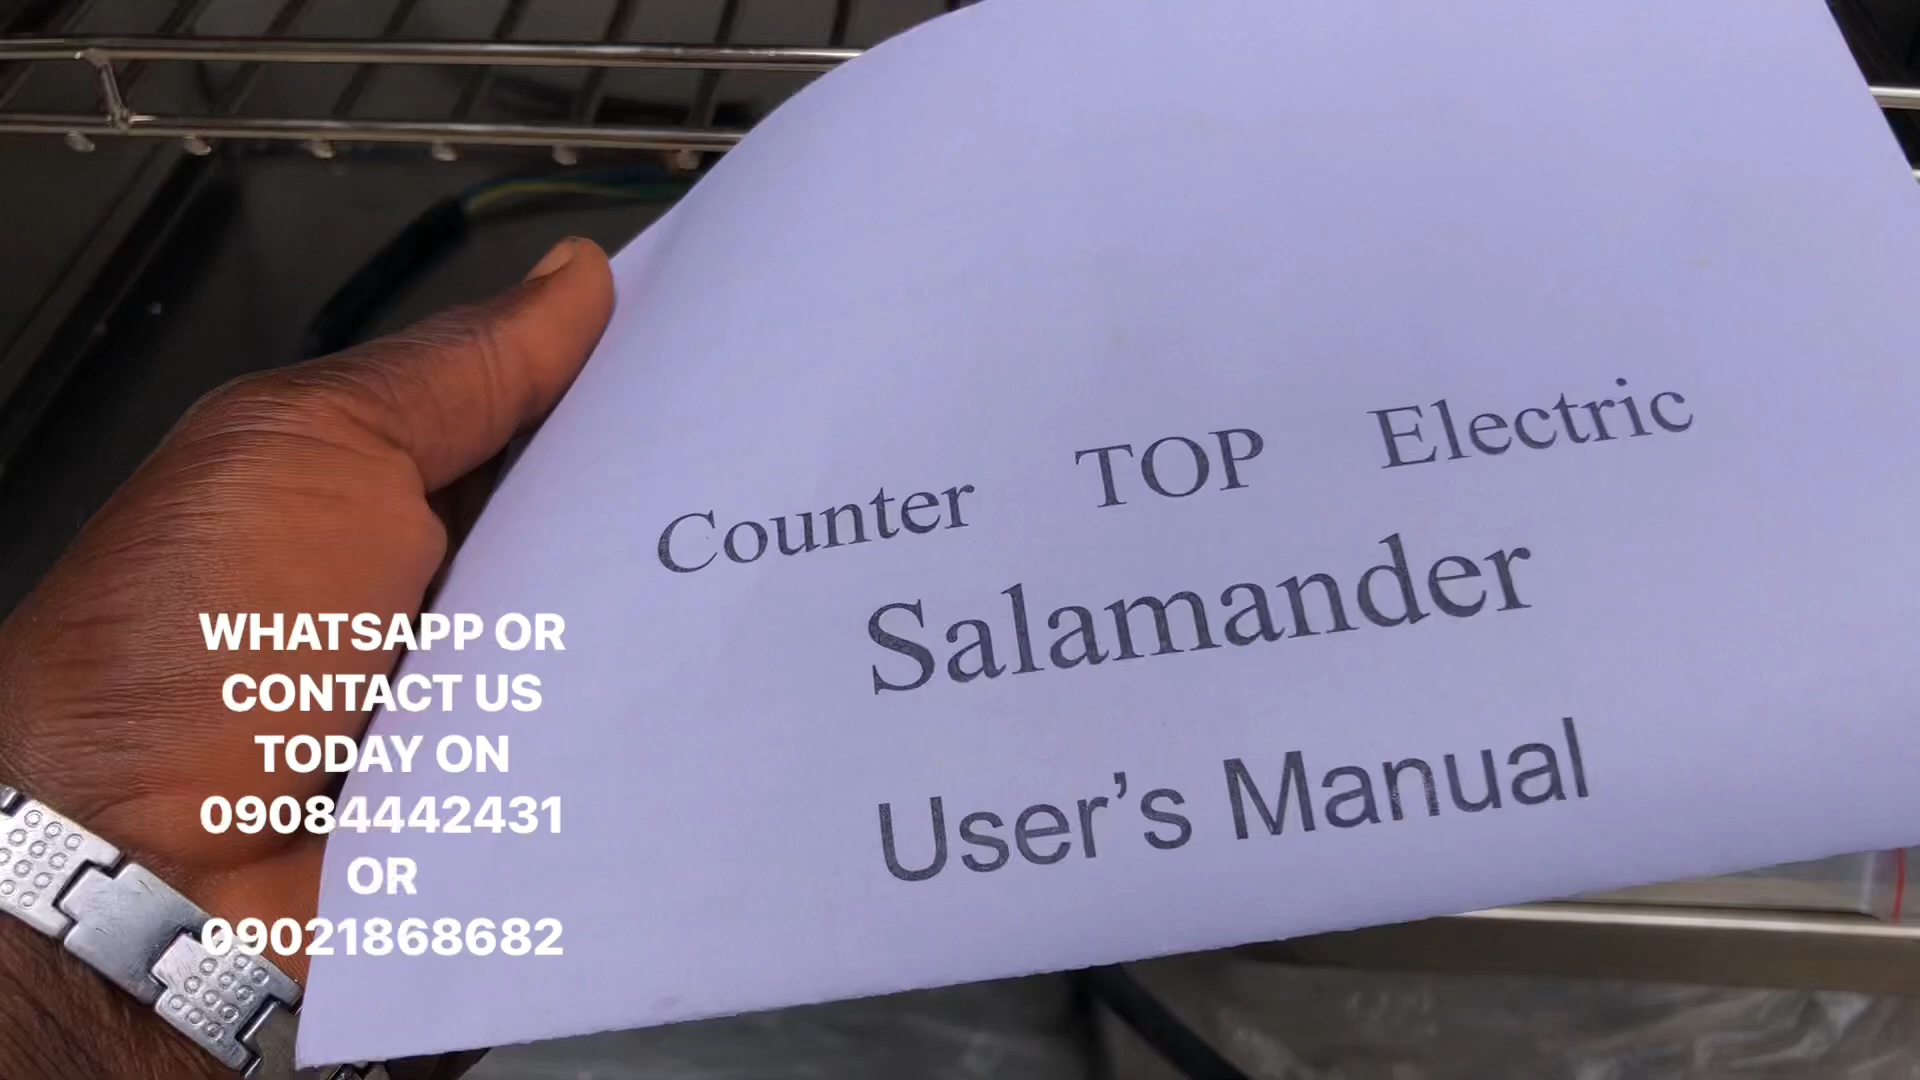 Counter TOP Electric
Salamander
User's Manual
WHATSAPP OR
CONTACT US
TODAY ON
09084442431
OR
09021868682